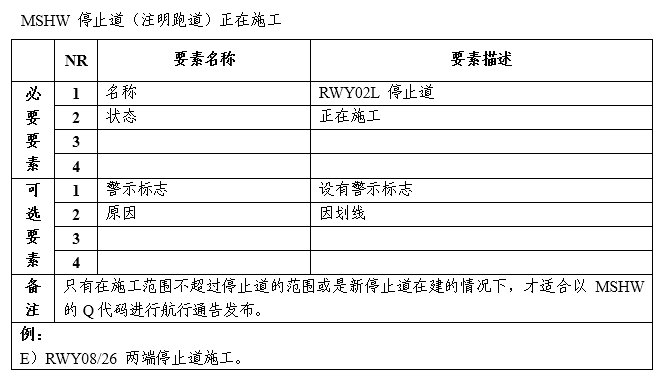 MSHW 停止道（注明跑道）正在施工
NR 要素名称 要素描述
必要要素
1 名称 RWY02L 停止道
2 状态 正在施工
3
4
可选要素
1 警示标志 设有警示标志
2 原因 因划线
3
4
备注
只有在施工范围不超过停止道的范围或是新停止道在建的情况下，才适合以 MSHW
的 Q 代码进行航行通告发布。
例：
E）RWY08/26 两端停止道施工。